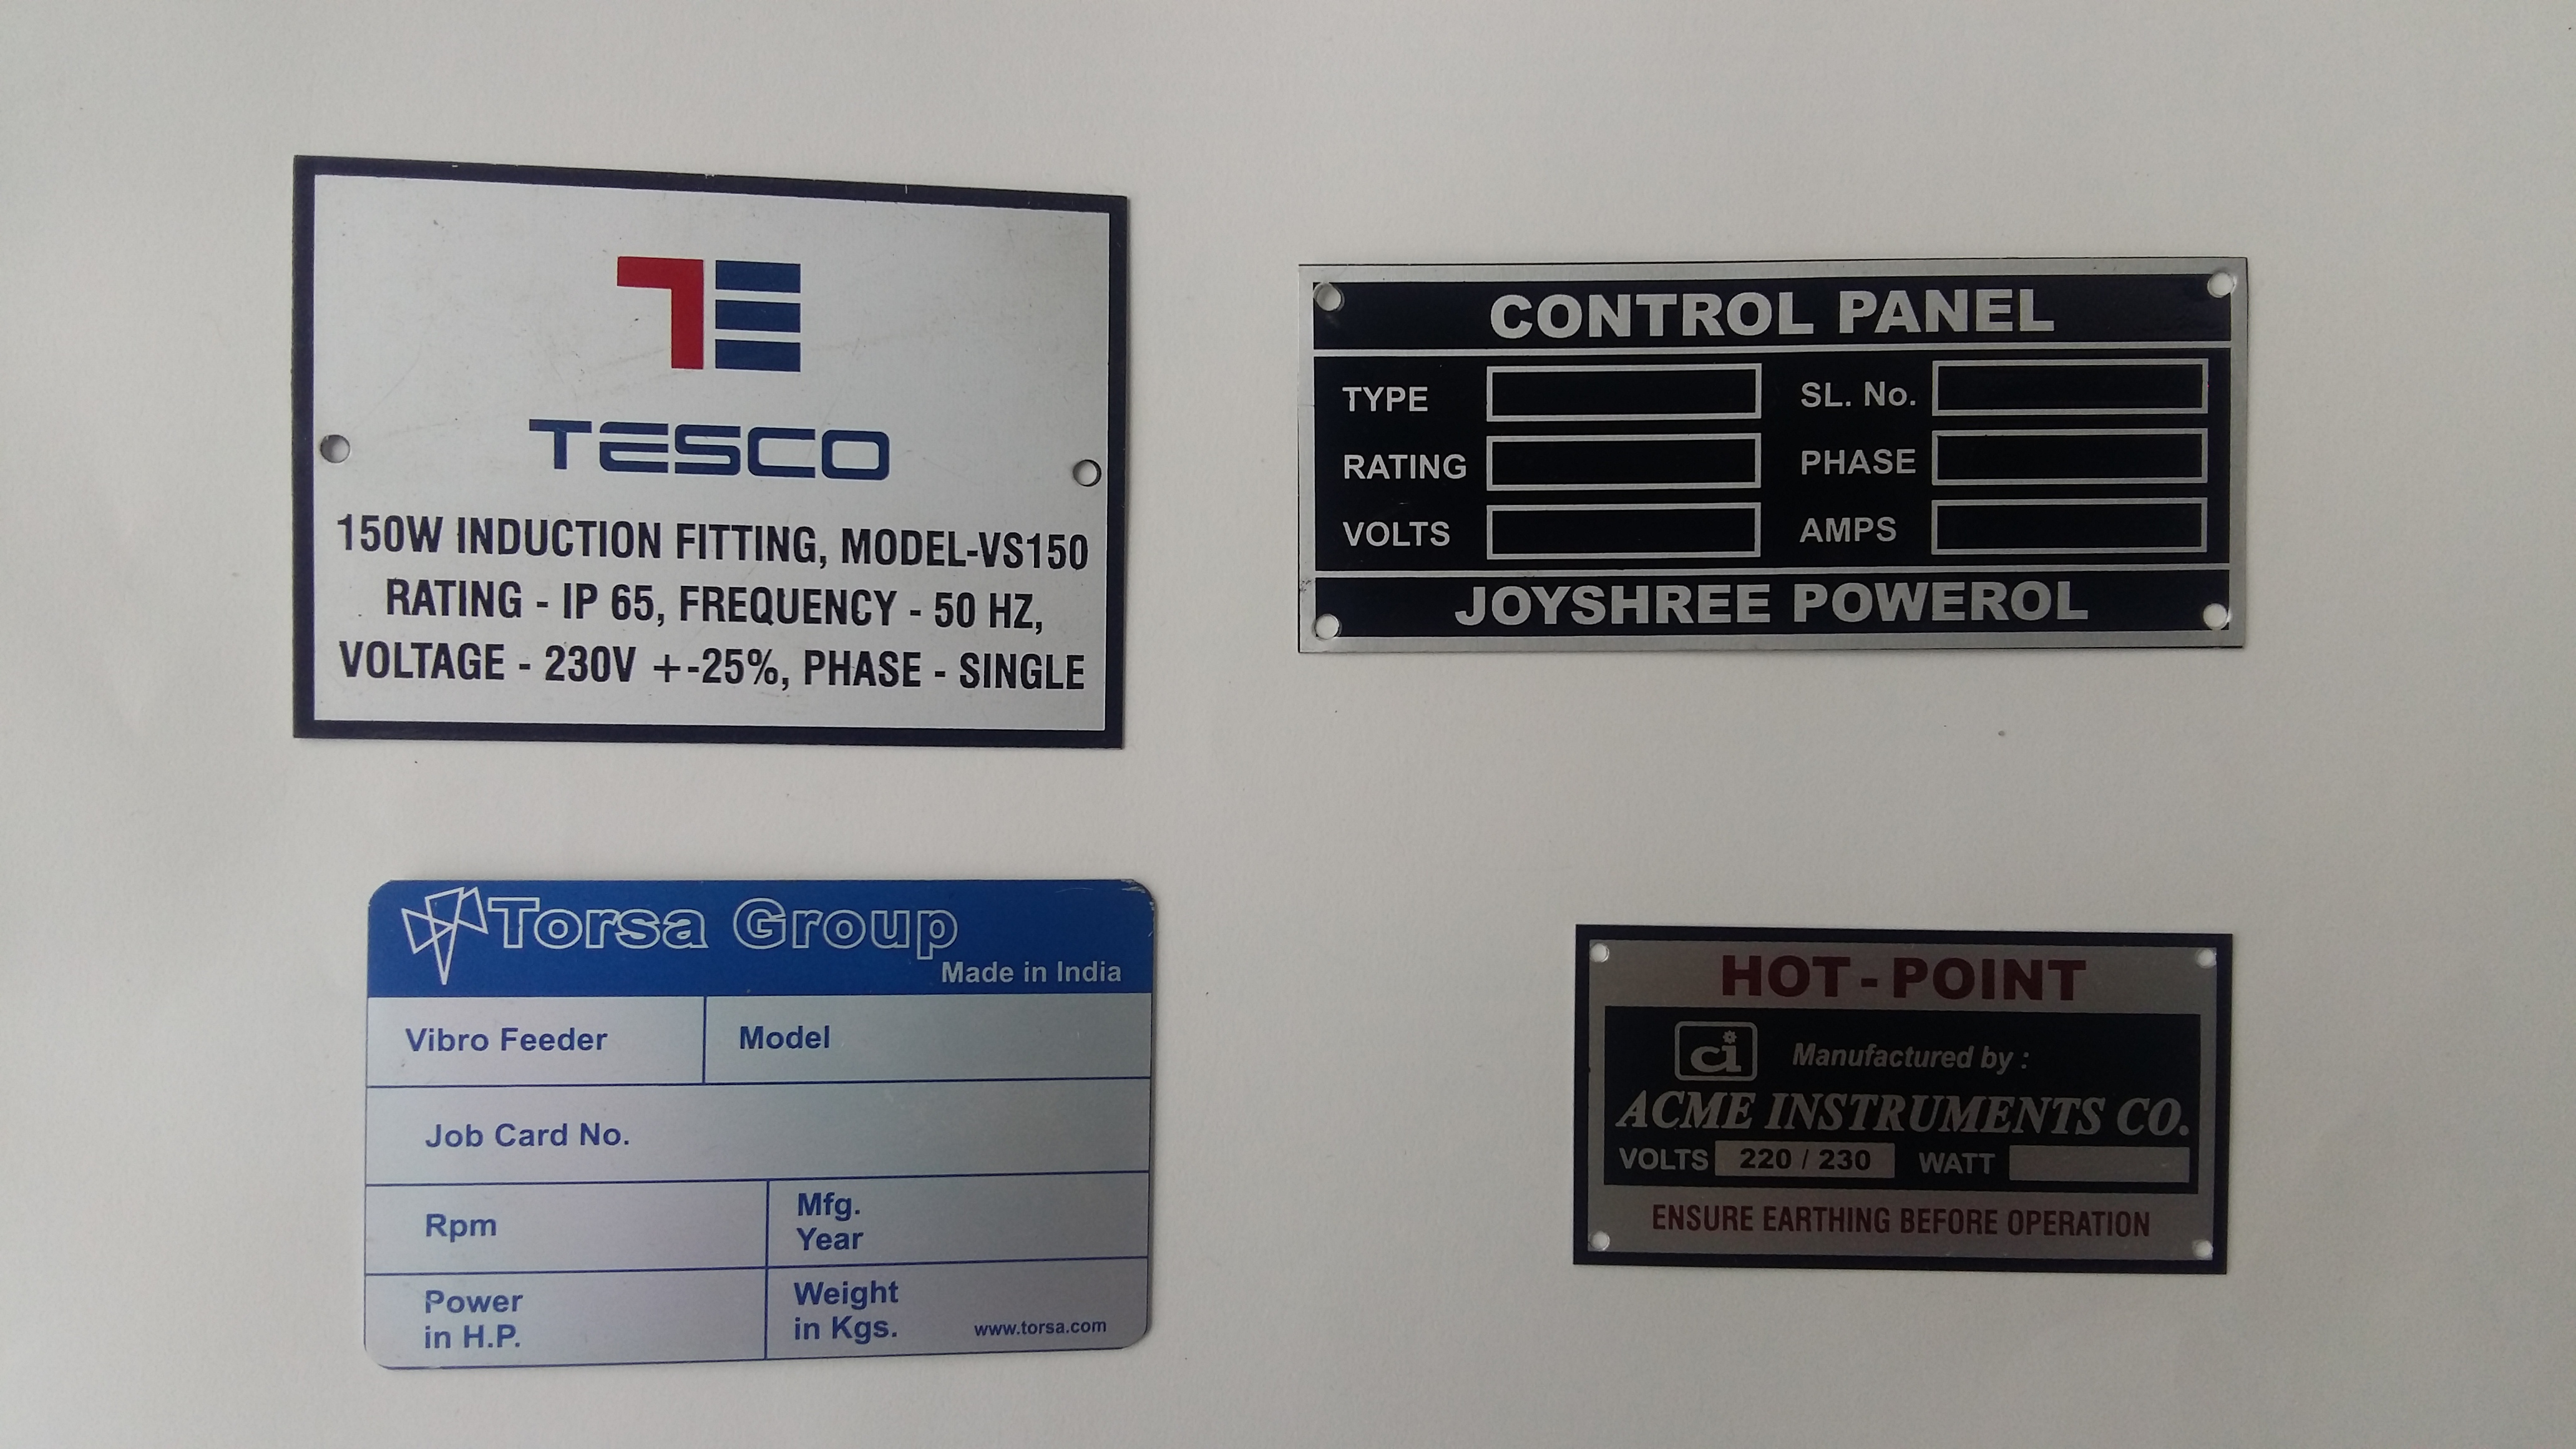 TE
TESCO
150W INDUCTION FITTING, MODEL-VS150
RATING - IP 65, FREQUENCY - 50 HZ,
VOLTAGE - 230V +-25%, PHASE - SINGLE
CONTROL PANEL
TYPE SL. No.
RATING PHASE
VOLTS AMPS
JOYSHREE POWEROL
Torsa Group
Made in India
Vibro Feeder Model
Job Card No.
Rpm Mfg.
Year
Power Weight
in H.P. in Kgs. www.torsa.com
HOT - POINT
ci Manufactured by :
ACME INSTRUMENTS CO.
VOLTS 220 / 230 WATT
ENSURE EARTHING BEFORE OPERATION